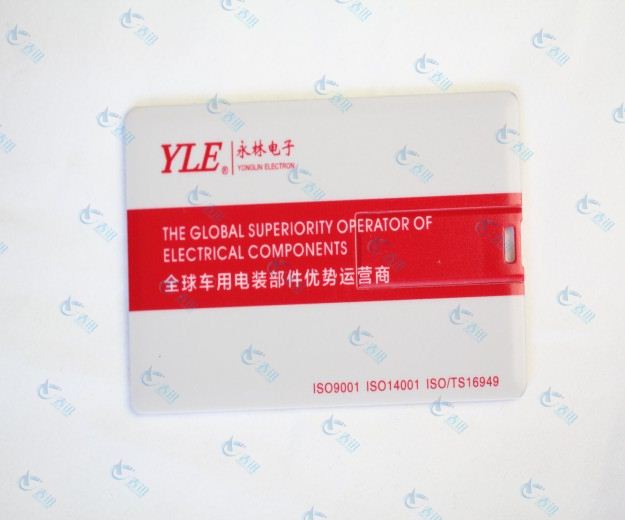 YLE® 永林电子
YONGLIN ELECTRON
THE GLOBAL SUPERIORITY OPERATOR OF
ELECTRICAL COMPONENTS
全球车用电装部件优势运营商
ISO9001 ISO14001 ISO/TS16949